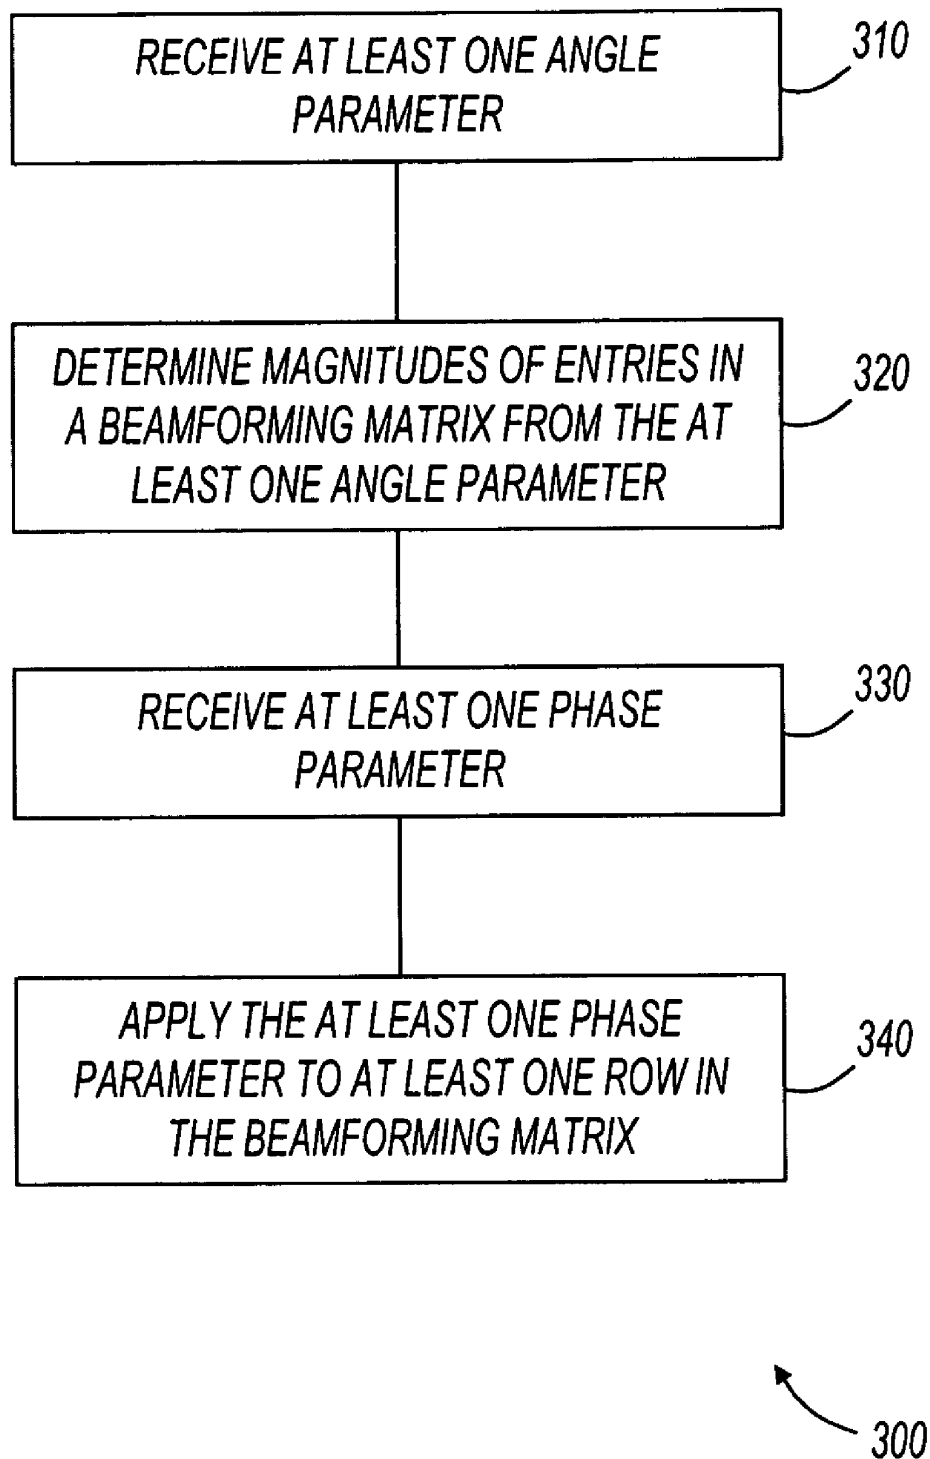 RECEIVE AT LEAST ONE ANGLE
PARAMETER
310
DETERMINE MAGNITUDES OF ENTRIES IN
A BEAMFORMING MATRIX FROM THE AT
LEAST ONE ANGLE PARAMETER
320
RECEIVE AT LEAST ONE PHASE
PARAMETER
330
APPLY THE AT LEAST ONE PHASE
PARAMETER TO AT LEAST ONE ROW IN
THE BEAMFORMING MATRIX
340
300